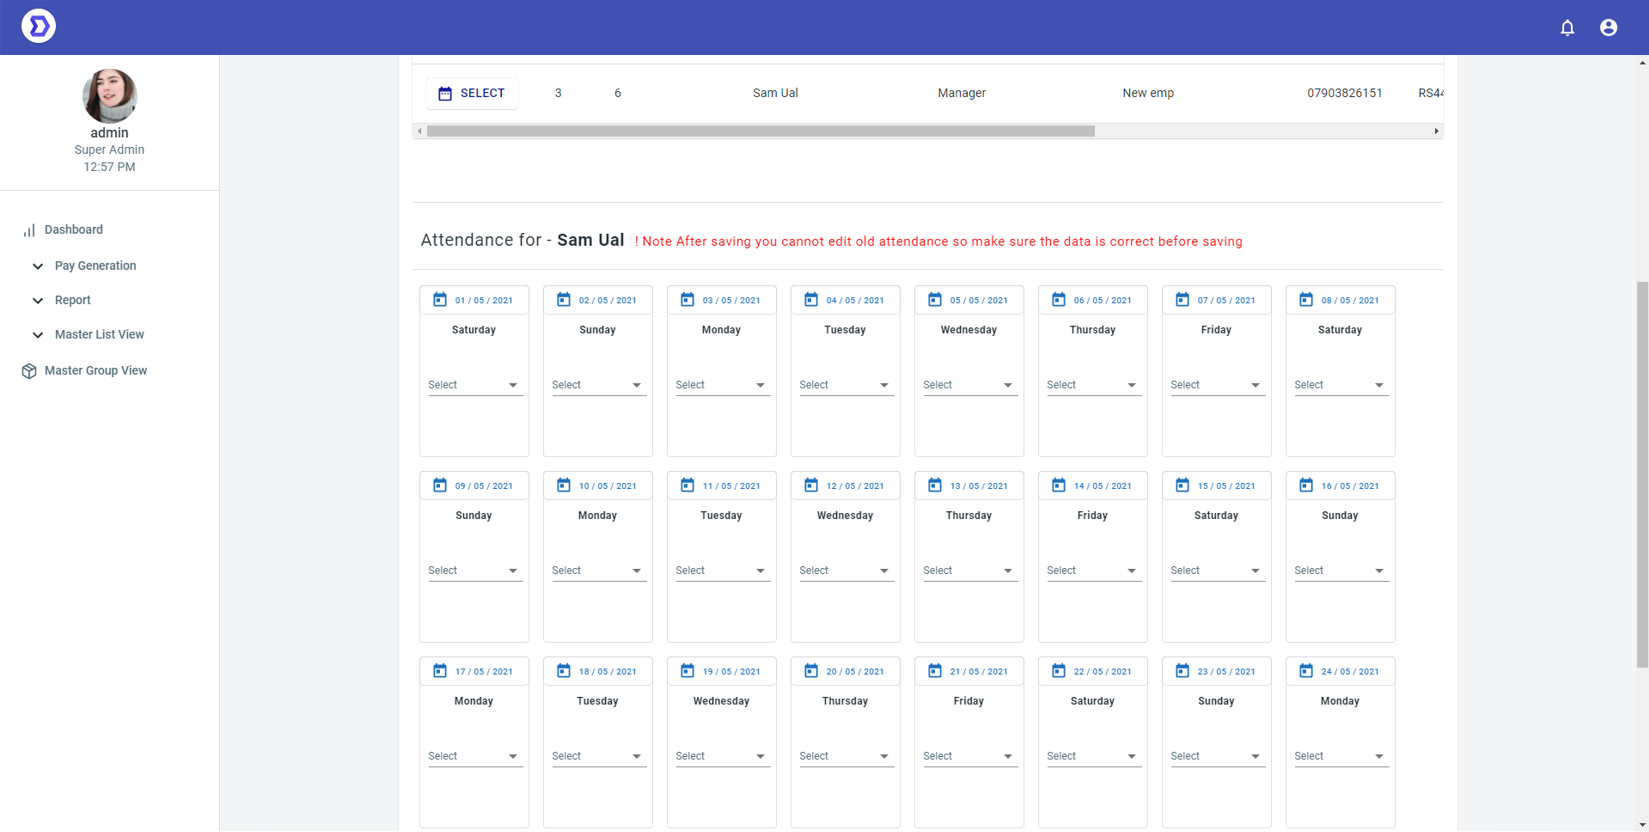 SELECT 3 6 Sam Ual Manager New emp 07903826151 RS44
admin
Super Admin
12:57 PM
Dashboard
Pay Generation
Report
Master List View
Master Group View
Attendance for - Sam Ual ! Note After saving you cannot edit old attendance so make sure the data is correct before saving
01 / 05 / 2021 02 / 05 / 2021 03 / 05 / 2021 04 / 05 / 2021 05 / 05 / 2021 06 / 05 / 2021 07 / 05 / 2021 08 / 05 / 2021
Saturday Sunday Monday Tuesday Wednesday Thursday Friday Saturday
Select Select Select Select Select Select Select Select
09 / 05 / 2021 10 / 05 / 2021 11 / 05 / 2021 12 / 05 / 2021 13 / 05 / 2021 14 / 05 / 2021 15 / 05 / 2021 16 / 05 / 2021
Sunday Monday Tuesday Wednesday Thursday Friday Saturday Sunday
Select Select Select Select Select Select Select Select
17 / 05 / 2021 18 / 05 / 2021 19 / 05 / 2021 20 / 05 / 2021 21 / 05 / 2021 22 / 05 / 2021 23 / 05 / 2021 24 / 05 / 2021
Monday Tuesday Wednesday Thursday Friday Saturday Sunday Monday
Select Select Select Select Select Select Select Select